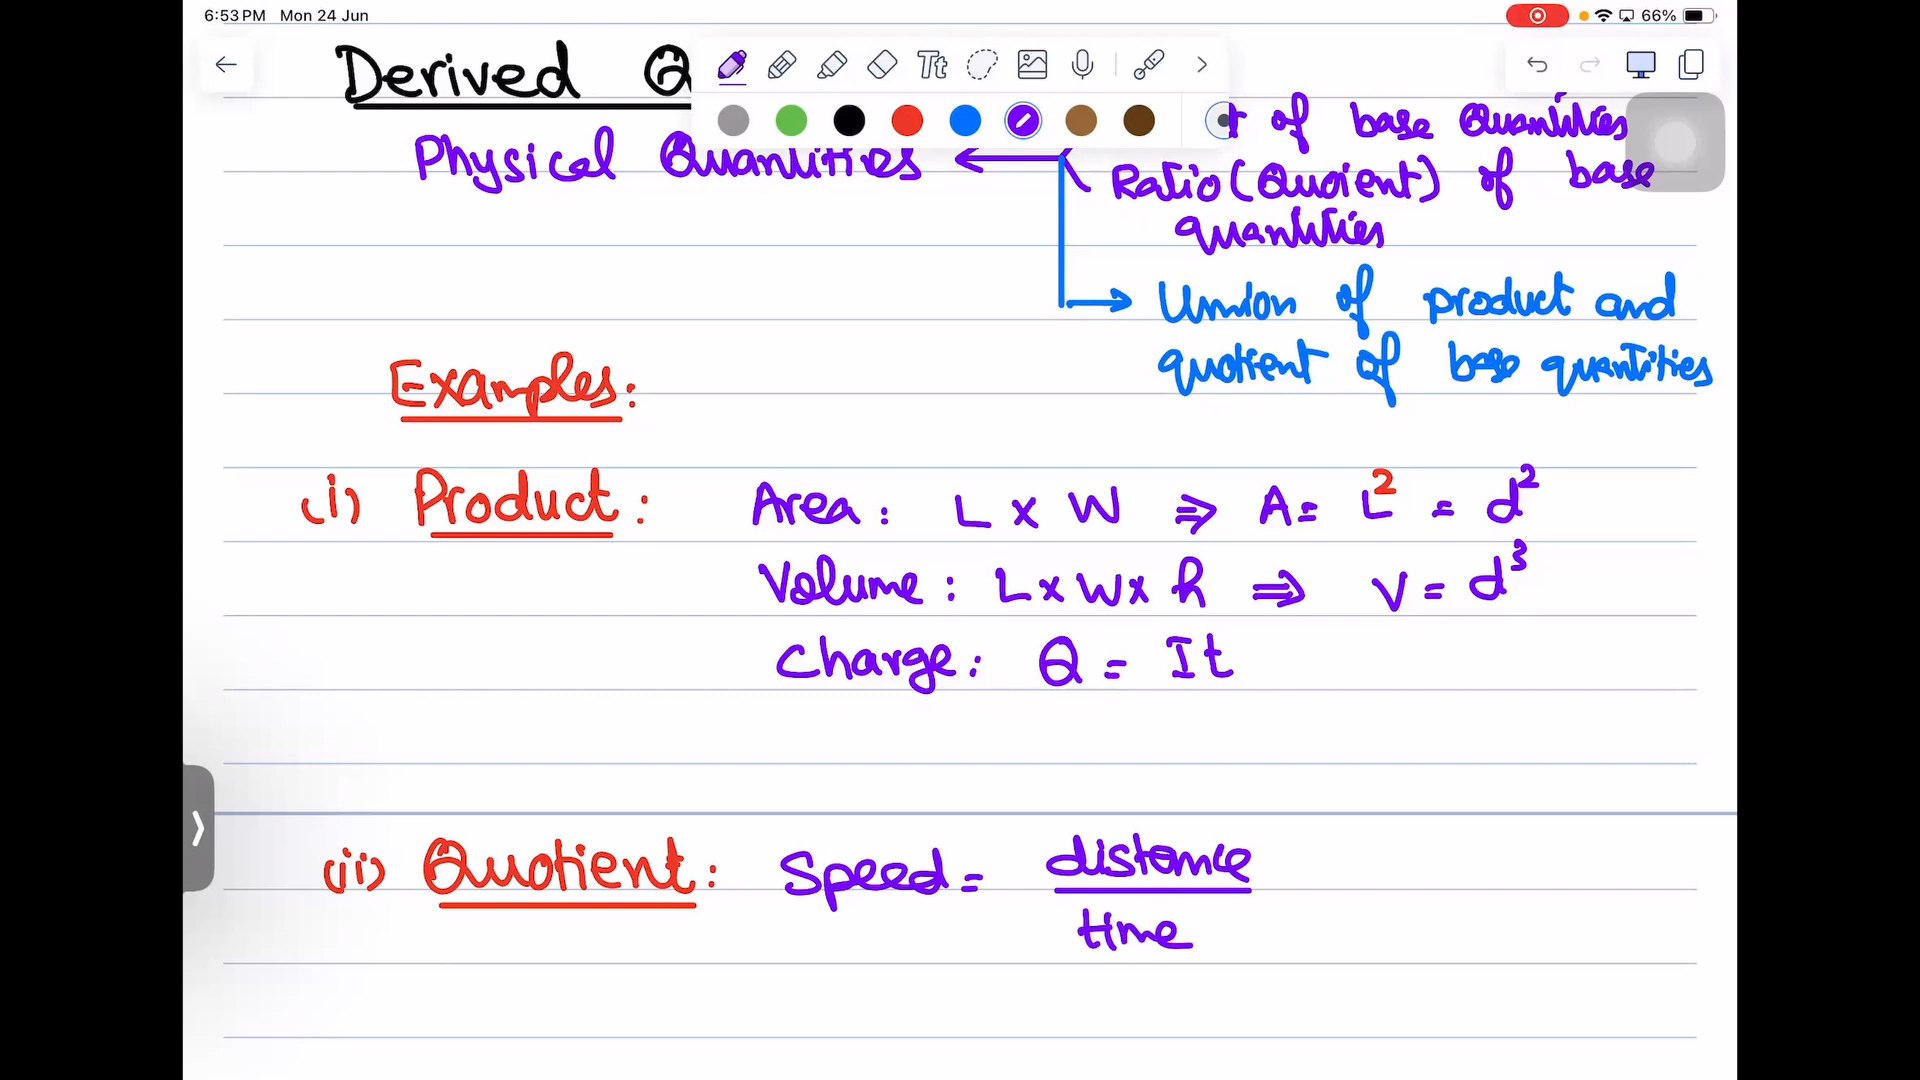 6:53 PM Mon 24 Jun
66%
Derived Q
Tt
of base Quantities
Physical Quantities
Ratio (Quoient) of base
quantities
Union of product and
quotient of base quantities
Examples:
(i) Product: Area: L x W ⇒ A = L² = d²
Volume: L x W x h ⇒ V = d³
Charge: Q = It
(ii) Quotient: Speed = distance
time